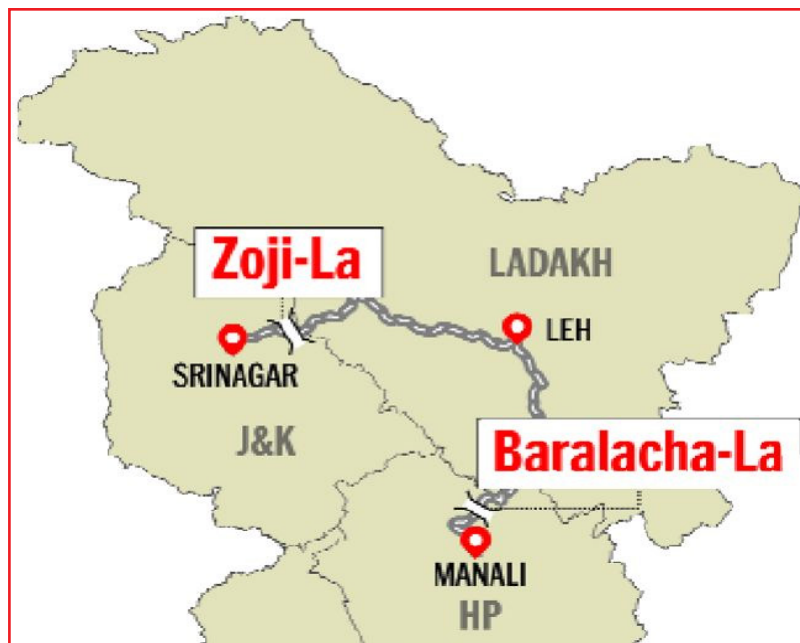 Zoji-La
LADAKH
LEH
SRINAGAR
J&K
Baralacha-La
MANALI
HP